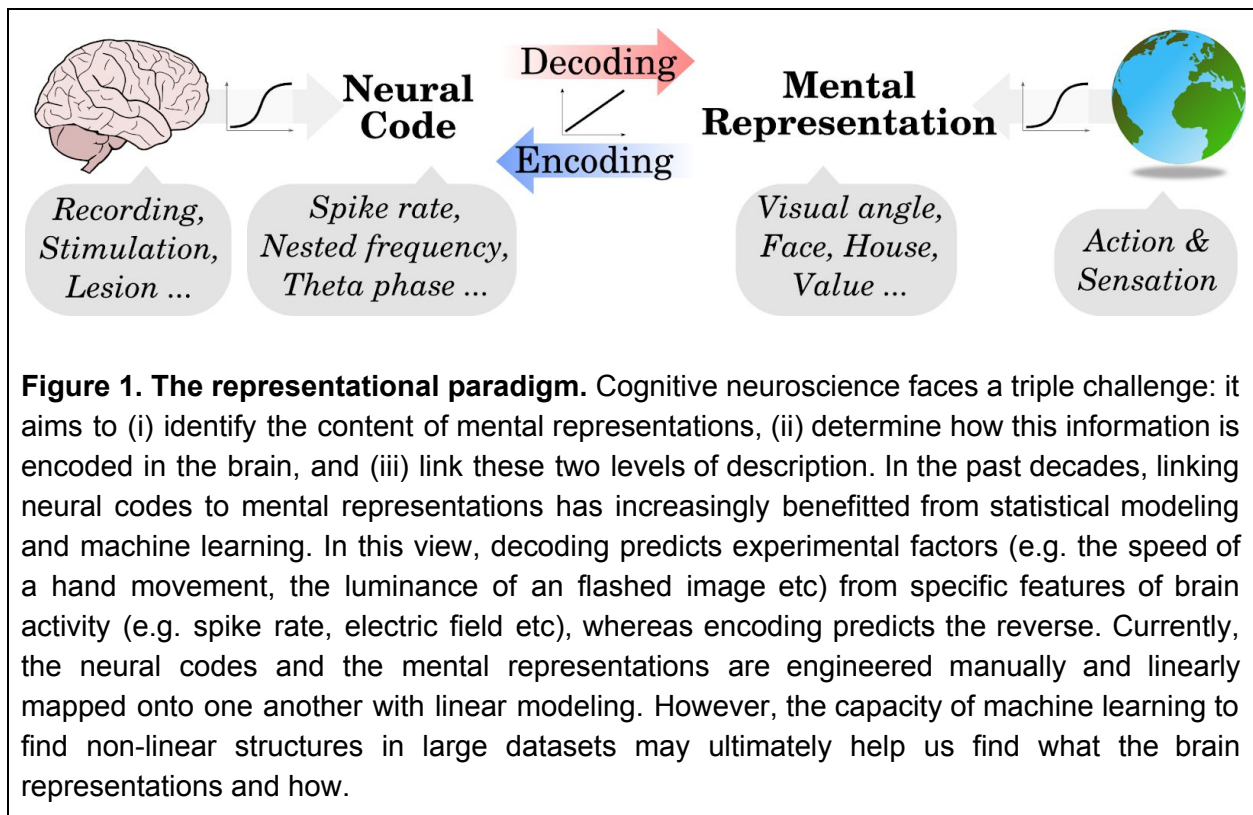 Decoding
Neural
Code
Mental
Representation
Encoding
Recording,
Stimulation,
Lesion ...
Spike rate,
Nested frequency,
Theta phase ...
Visual angle,
Face, House,
Value ...
Action &
Sensation
Figure 1. The representational paradigm. Cognitive neuroscience faces a triple challenge: it
aims to (i) identify the content of mental representations, (ii) determine how this information is
encoded in the brain, and (iii) link these two levels of description. In the past decades, linking
neural codes to mental representations has increasingly benefitted from statistical modeling
and machine learning. In this view, decoding predicts experimental factors (e.g. the speed of
a hand movement, the luminance of an flashed image etc) from specific features of brain
activity (e.g. spike rate, electric field etc), whereas encoding predicts the reverse. Currently,
the neural codes and the mental representations are engineered manually and linearly
mapped onto one another with linear modeling. However, the capacity of machine learning to
find non-linear structures in large datasets may ultimately help us find what the brain
representations and how.